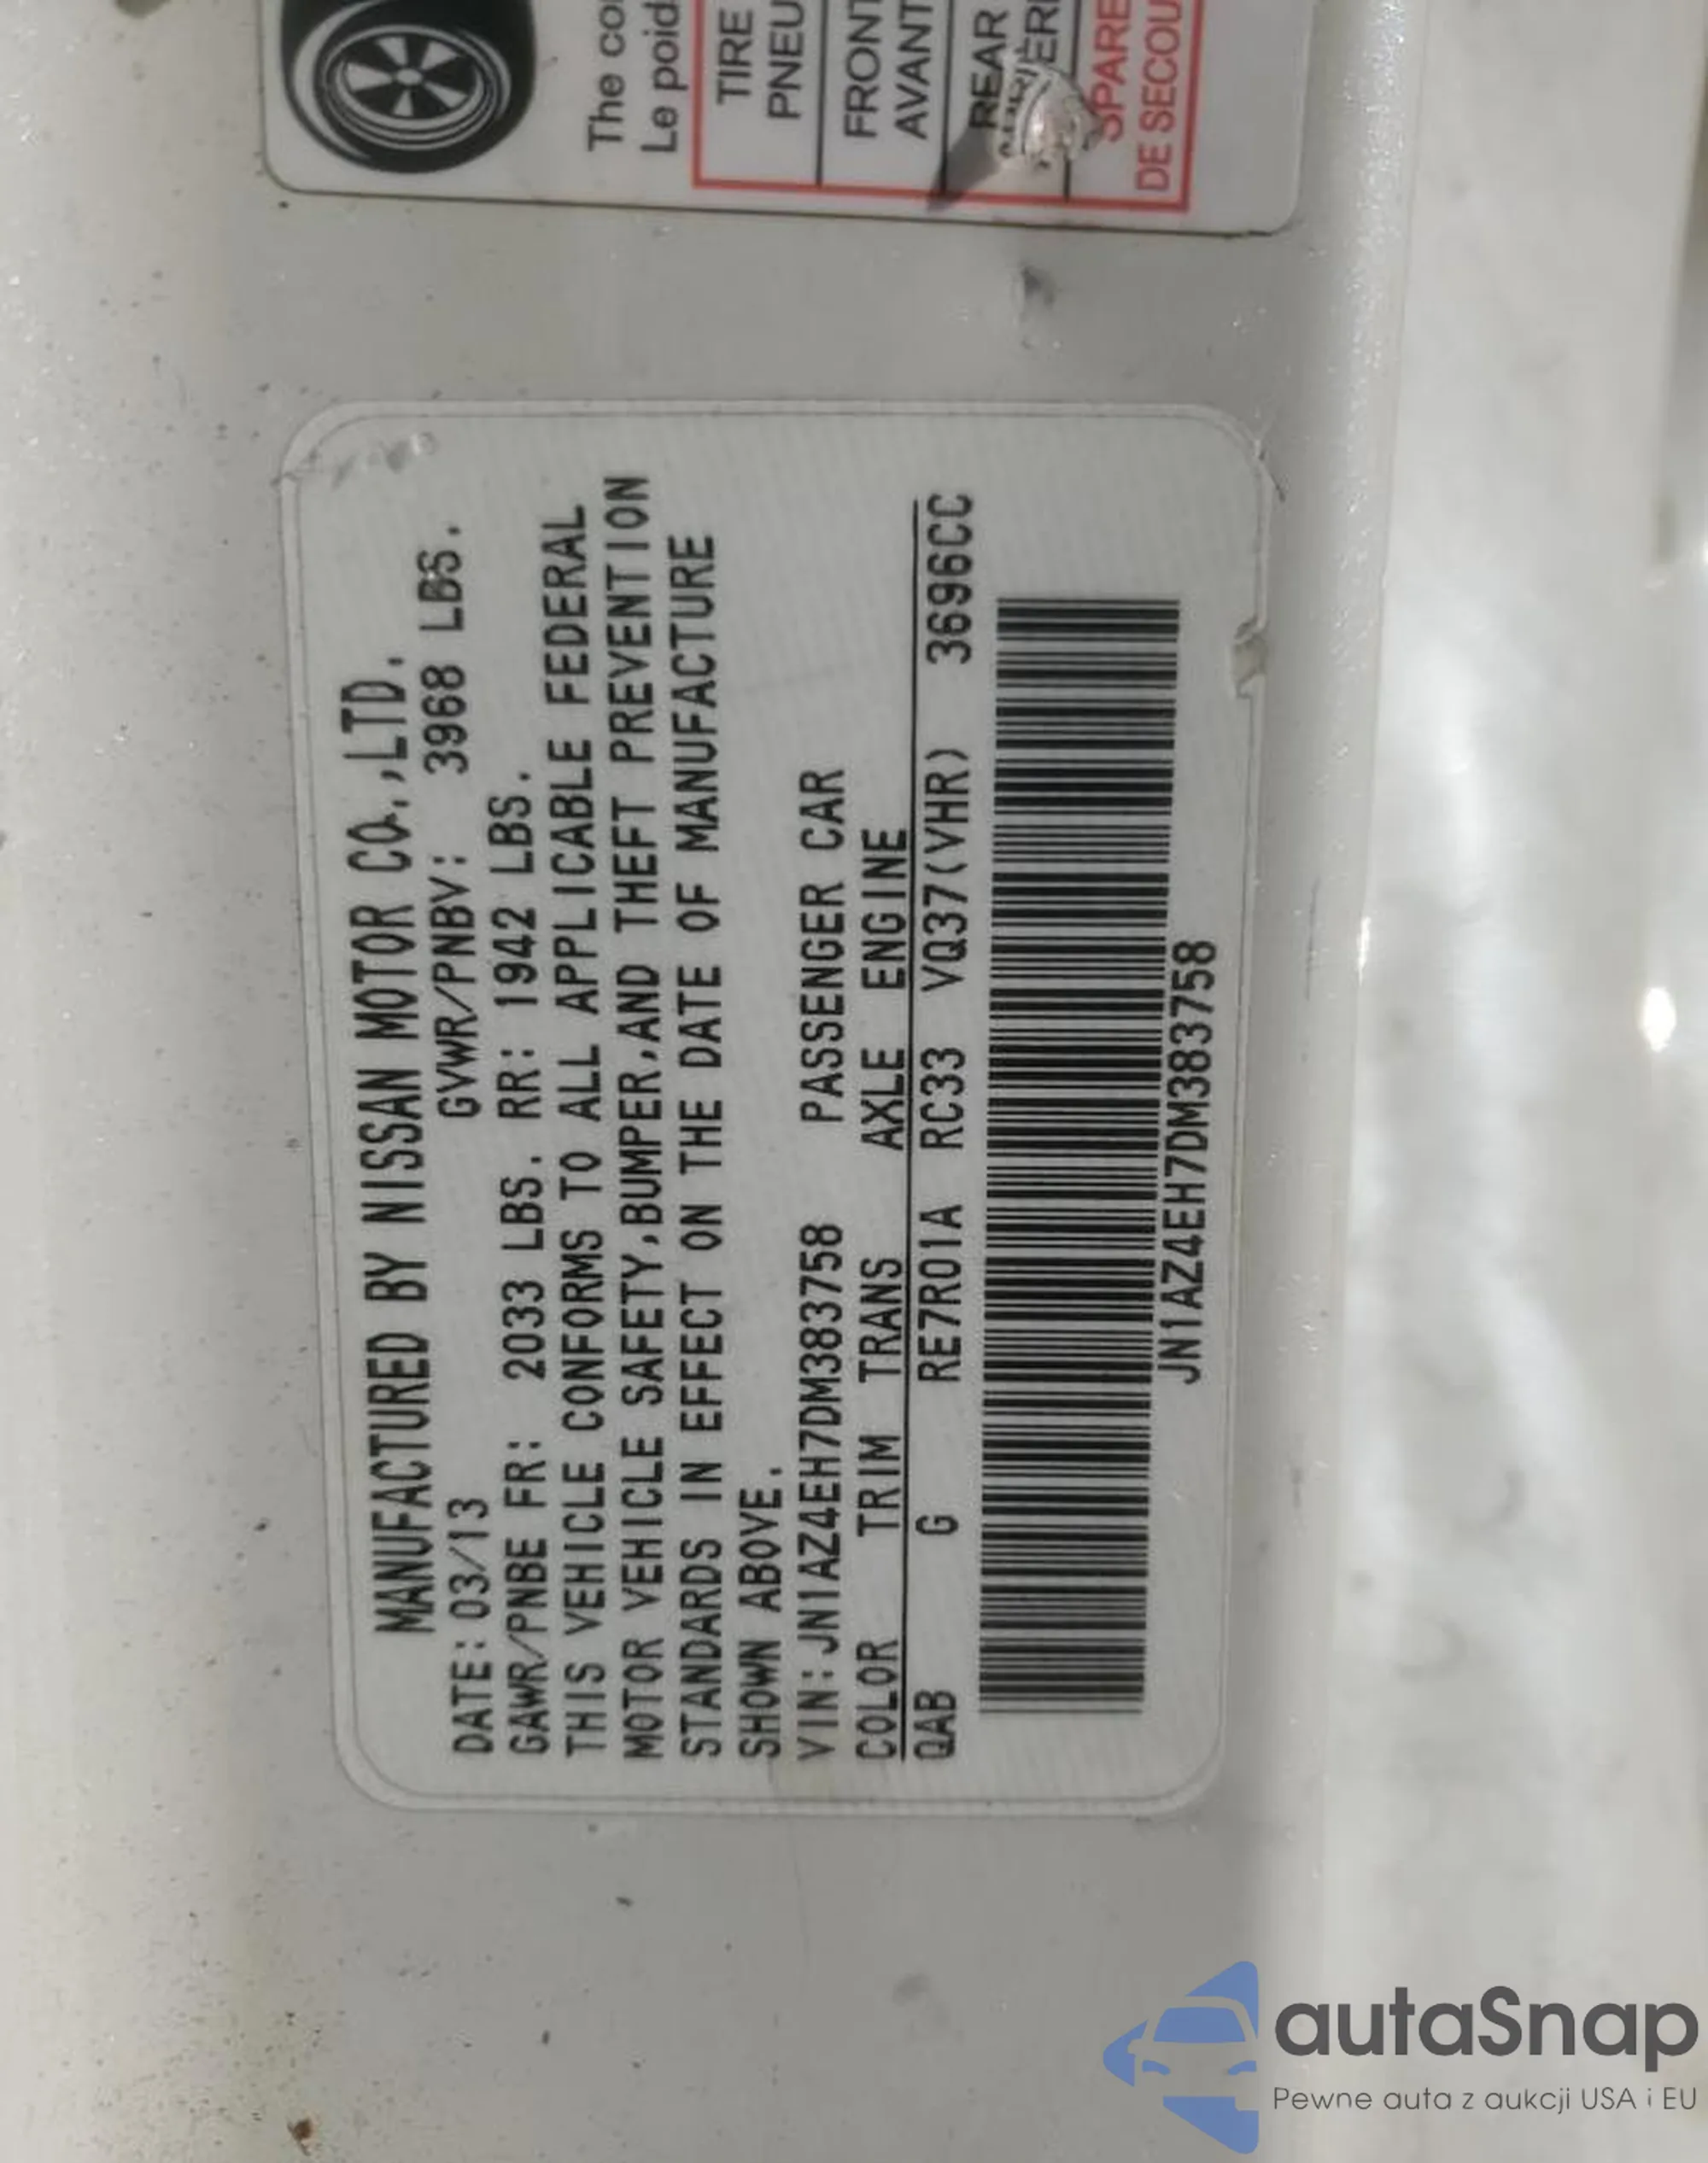 MANUFACTURED BY NISSAN MOTOR CO.,LTD.
DATE: 03/13 GVWR/PNBV: 3968 LBS.
GAWR/PNBE FR: 2033 LBS. RR: 1942 LBS.
THIS VEHICLE CONFORMS TO ALL APPLICABLE FEDERAL
MOTOR VEHICLE SAFETY,BUMPER,AND THEFT PREVENTION
STANDARDS IN EFFECT ON THE DATE OF MANUFACTURE
SHOWN ABOVE.
VIN:JN1AZ4EH7DM383758 PASSENGER CAR
COLOR TRIM TRANS AXLE ENGINE
QAB G RE7R01A RC33 VQ37(VHR) 3696CC
JN1AZ4EH7DM383758
The
Le poid
TIRE
PNEU
FRONT
AVANT
REAR
SPARE
DE SECOU
autaSnap
Pewne auta z aukcji USA i EU